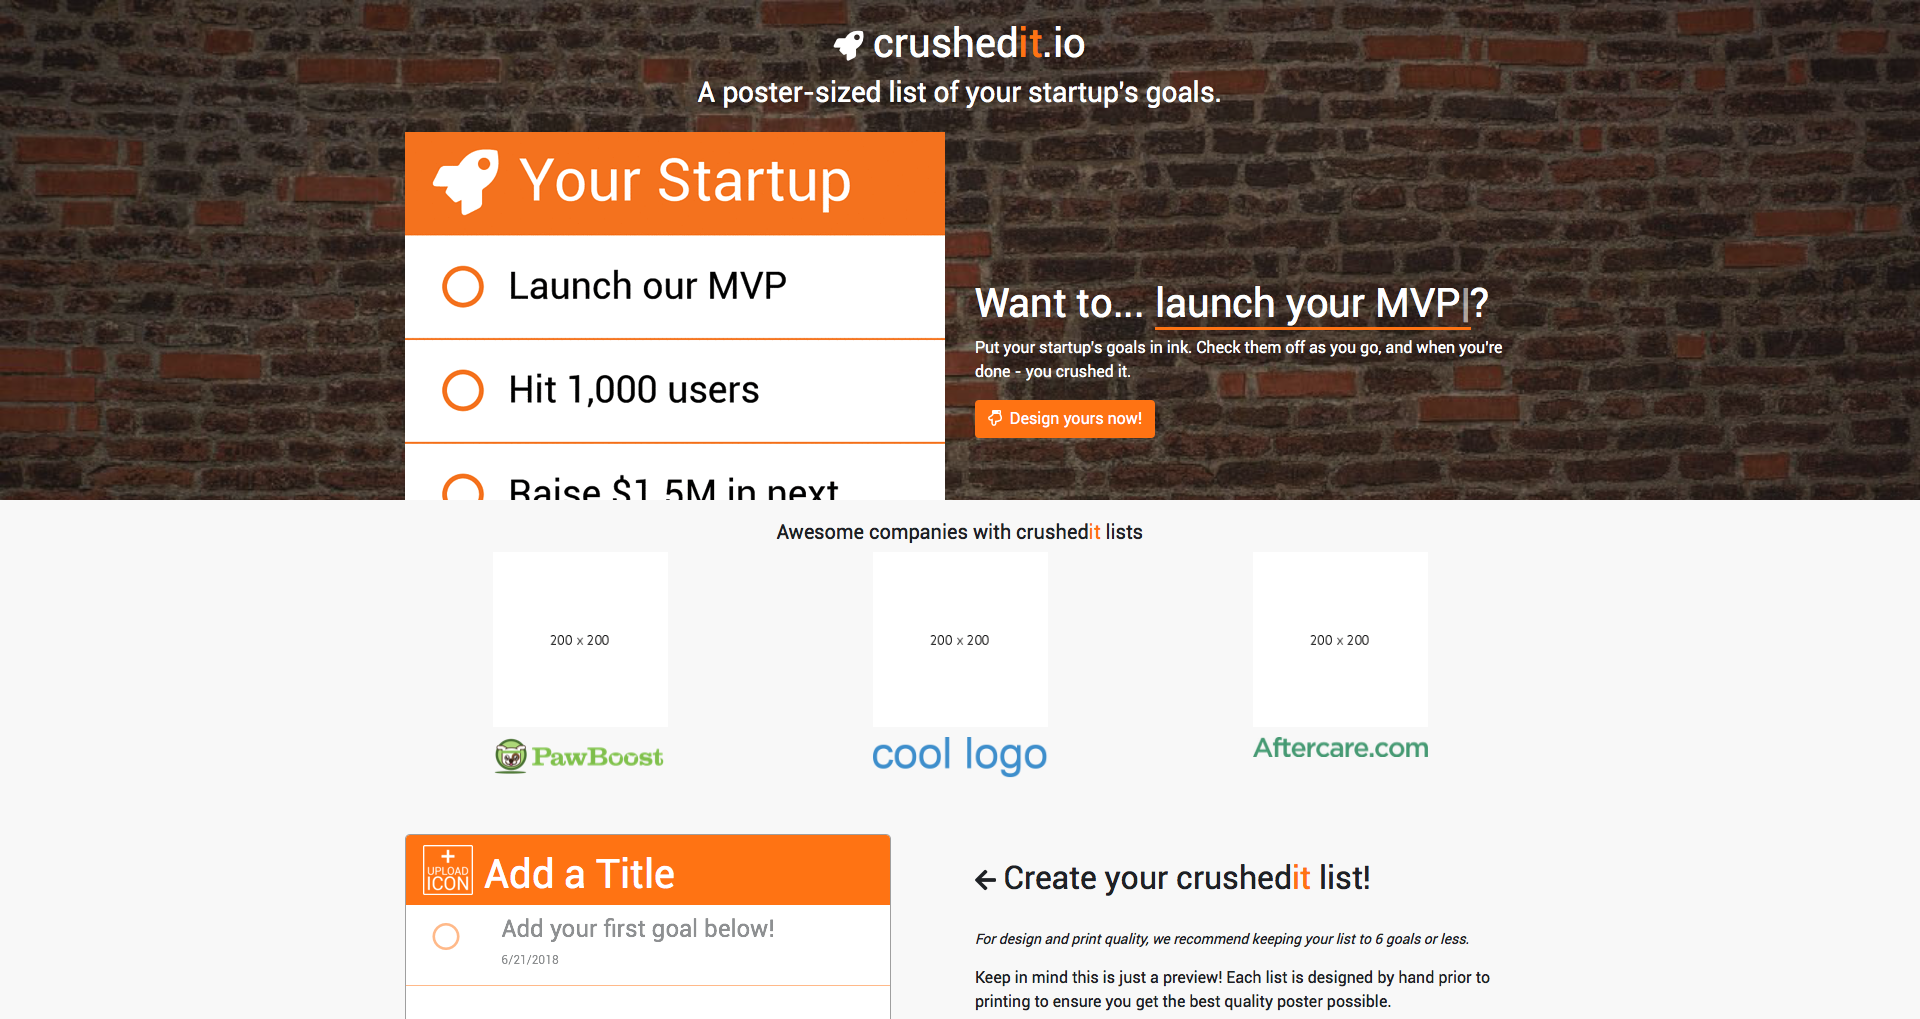 crushedit.io
A poster-sized list of your startup's goals.
Your Startup
Launch our MVP
Hit 1,000 users
Raise $1.5M in next
Want to... launch your MVP|?
Put your startup's goals in ink. Check them off as you go, and when you're
done - you crushed it.
Design yours now!
Awesome companies with crushedit lists
200 x 200
200 x 200
200 x 200
PawBoost
cool logo
Aftercare.com
+
UPLOAD
ICON
Add a Title
Add your first goal below!
6/21/2018
Create your crushedit list!
For design and print quality, we recommend keeping your list to 6 goals or less.
Keep in mind this is just a preview! Each list is designed by hand prior to
printing to ensure you get the best quality poster possible.